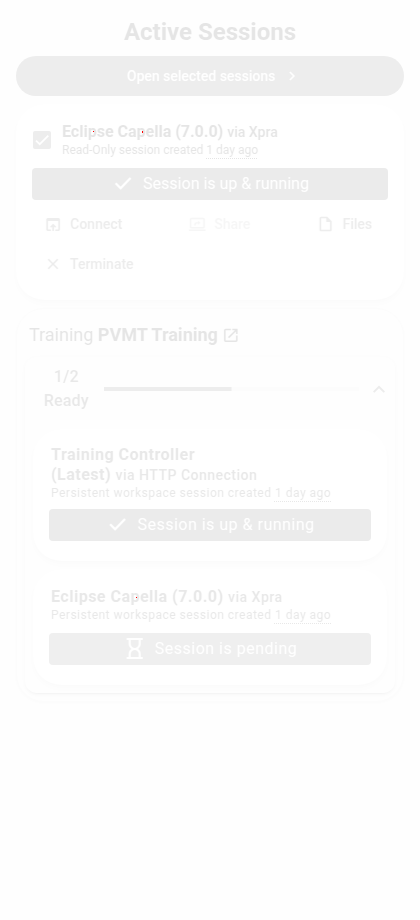 Active Sessions
Open selected sessions
Eclipse Capella (7.0.0) via Xpra
Read-Only session created 1 day ago
Session is up & running
Connect Share Files
Terminate
Training PVMT Training
1/2
Ready
Training Controller
(Latest) via HTTP Connection
Persistent workspace session created 1 day ago
Session is up & running
Eclipse Capella (7.0.0) via Xpra
Persistent workspace session created 1 day ago
Session is pending